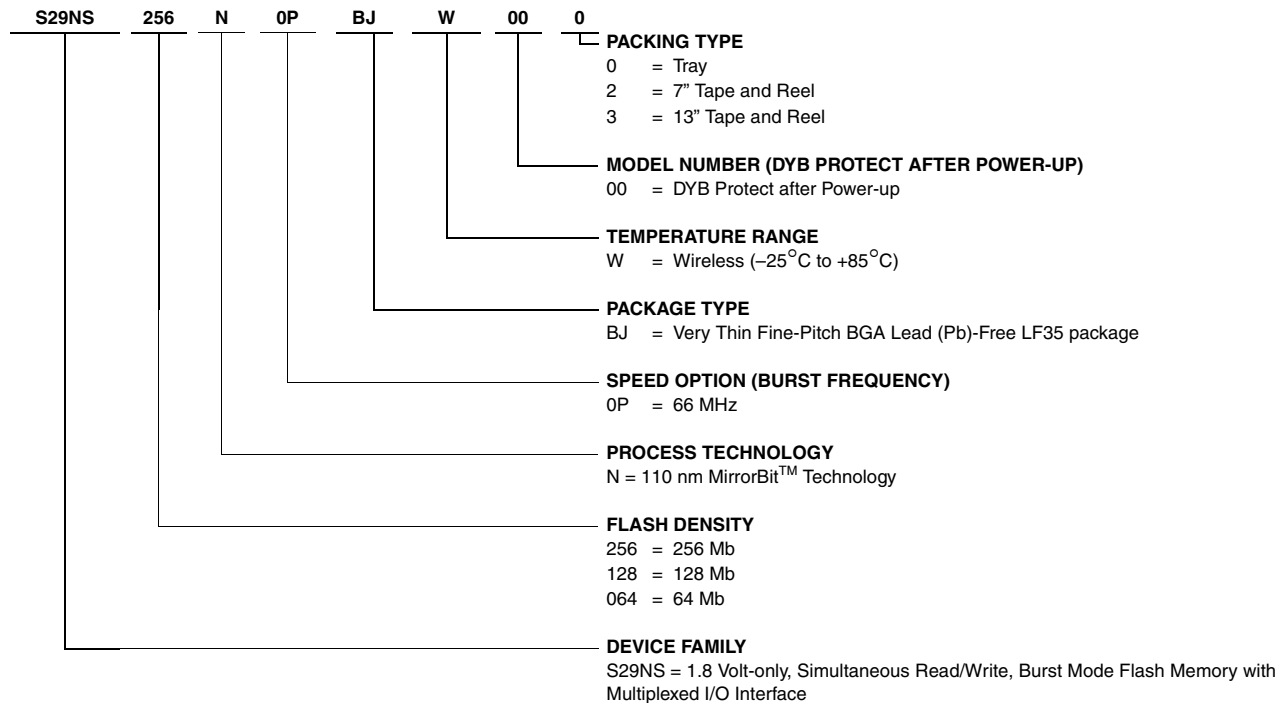 S29NS 256 N 0P BJ W 00 0
PACKING TYPE
0 = Tray
2 = 7” Tape and Reel
3 = 13” Tape and Reel
MODEL NUMBER (DYB PROTECT AFTER POWER-UP)
00 = DYB Protect after Power-up
TEMPERATURE RANGE
W = Wireless (–25°C to +85°C)
PACKAGE TYPE
BJ = Very Thin Fine-Pitch BGA Lead (Pb)-Free LF35 package
SPEED OPTION (BURST FREQUENCY)
0P = 66 MHz
PROCESS TECHNOLOGY
N = 110 nm MirrorBit™ Technology
FLASH DENSITY
256 = 256 Mb
128 = 128 Mb
064 = 64 Mb
DEVICE FAMILY
S29NS = 1.8 Volt-only, Simultaneous Read/Write, Burst Mode Flash Memory with
Multiplexed I/O Interface